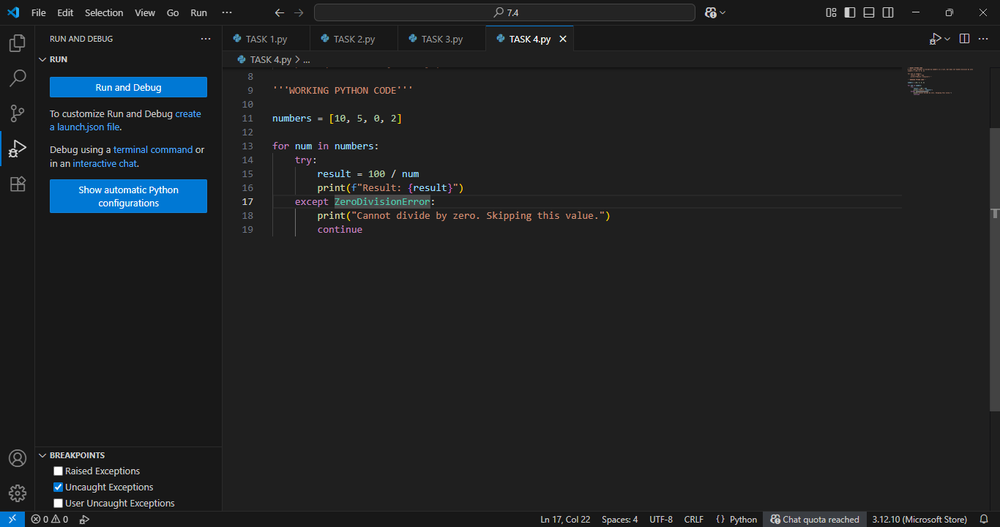 File Edit Selection View Go Run ···
7.4
RUN AND DEBUG
RUN
Run and Debug
To customize Run and Debug create
a launch.json file.
Debug using a terminal command or
in an interactive chat.
Show automatic Python
configurations
BREAKPOINTS
Raised Exceptions
Uncaught Exceptions
User Uncaught Exceptions
TASK 1.py TASK 2.py TASK 3.py TASK 4.py
TASK 4.py > ...
8
9 '''WORKING PYTHON CODE'''
10
11 numbers = [10, 5, 0, 2]
12
13 for num in numbers:
14     try:
15         result = 100 / num
16         print(f"Result: {result}")
17     except ZeroDivisionError:
18         print("Cannot divide by zero. Skipping this value.")
19         continue
0 0 Ln 17, Col 22 Spaces: 4 UTF-8 CRLF {} Python Chat quota reached 3.12.10 (Microsoft Store)